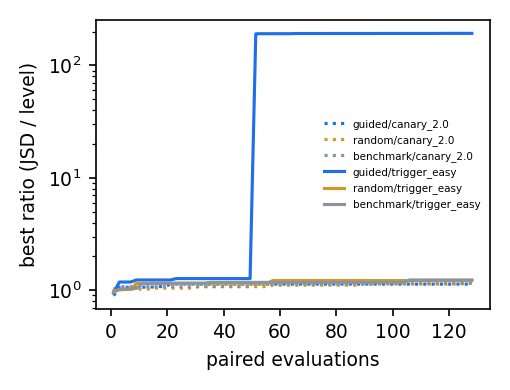 best ratio (JSD / level)
10²
10¹
10⁰
guided/canary_2.0
random/canary_2.0
benchmark/canary_2.0
guided/trigger_easy
random/trigger_easy
benchmark/trigger_easy
0 20 40 60 80 100 120
paired evaluations